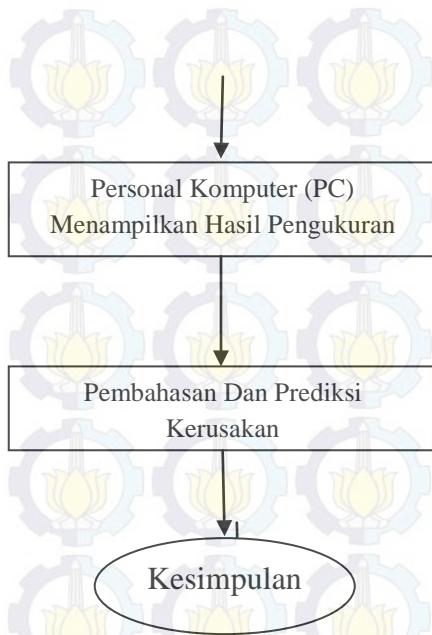 Personal Komputer (PC)
Menampilkan Hasil Pengukuran
Pembahasan Dan Prediksi
Kerusakan
Kesimpulan